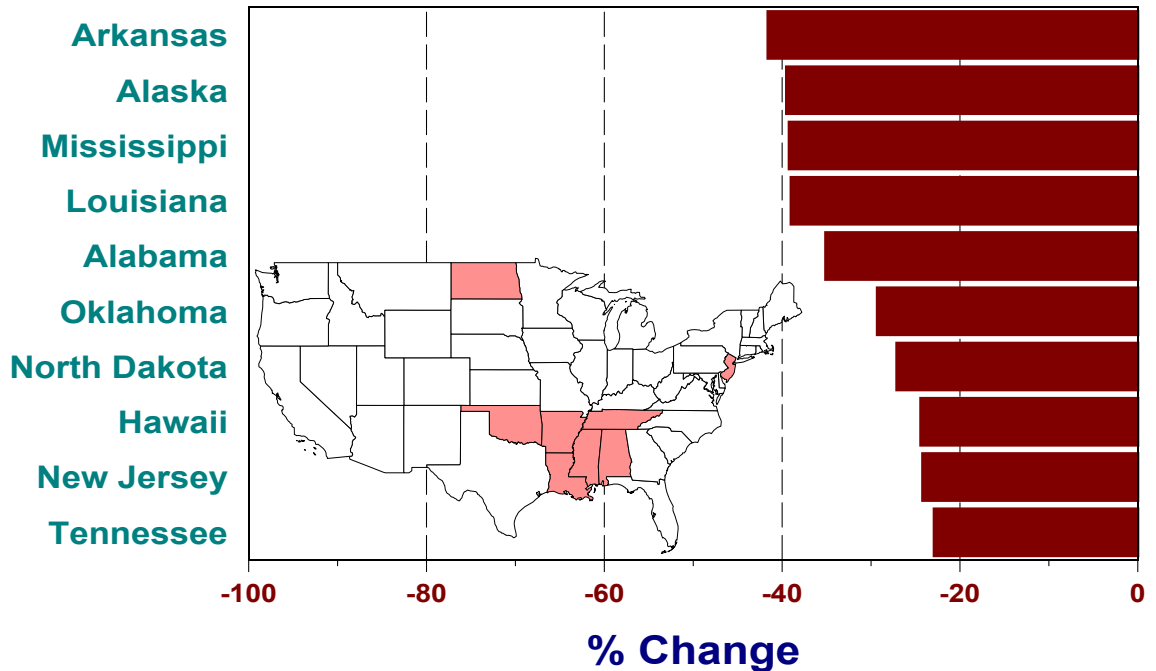 Arkansas
Alaska
Mississippi
Louisiana
Alabama
Oklahoma
North Dakota
Hawaii
New Jersey
Tennessee
-100 -80 -60 -40 -20 0
% Change